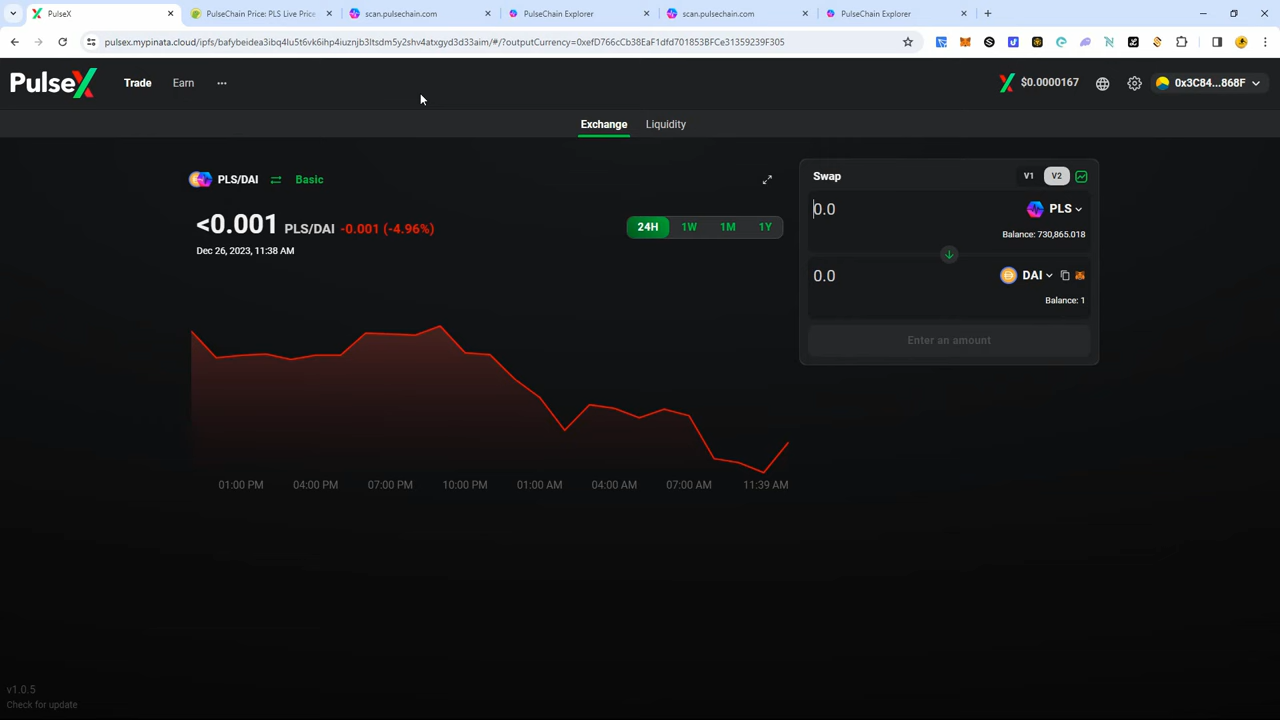 PulseX
PulseChain Price: PLS Live Price
scan.pulsechain.com
PulseChain Explorer
scan.pulsechain.com
PulseChain Explorer
pulsex.mypinata.cloud/ipfs/bafybeidea3ibq4lu5t6vk6ihp4iuznjb3ltsdm5y2shv4atxgyd3d33aim/#/?outputCurrency=0xefD766cCb38EaF1dfd701853BFCe31359239F305
PulseX
Trade
Earn
$0.0000167
0x3C84...868F
Exchange
Liquidity
PLS/DAI
Basic
<0.001 PLS/DAI -0.001 (-4.96%)
Dec 26, 2023, 11:38 AM
24H
1W
1M
1Y
01:00 PM
04:00 PM
07:00 PM
10:00 PM
01:00 AM
04:00 AM
07:00 AM
11:39 AM
Swap
V1
V2
0.0
PLS
Balance: 730,865.018
0.0
DAI
Balance: 1
Enter an amount
v1.0.5
Check for update